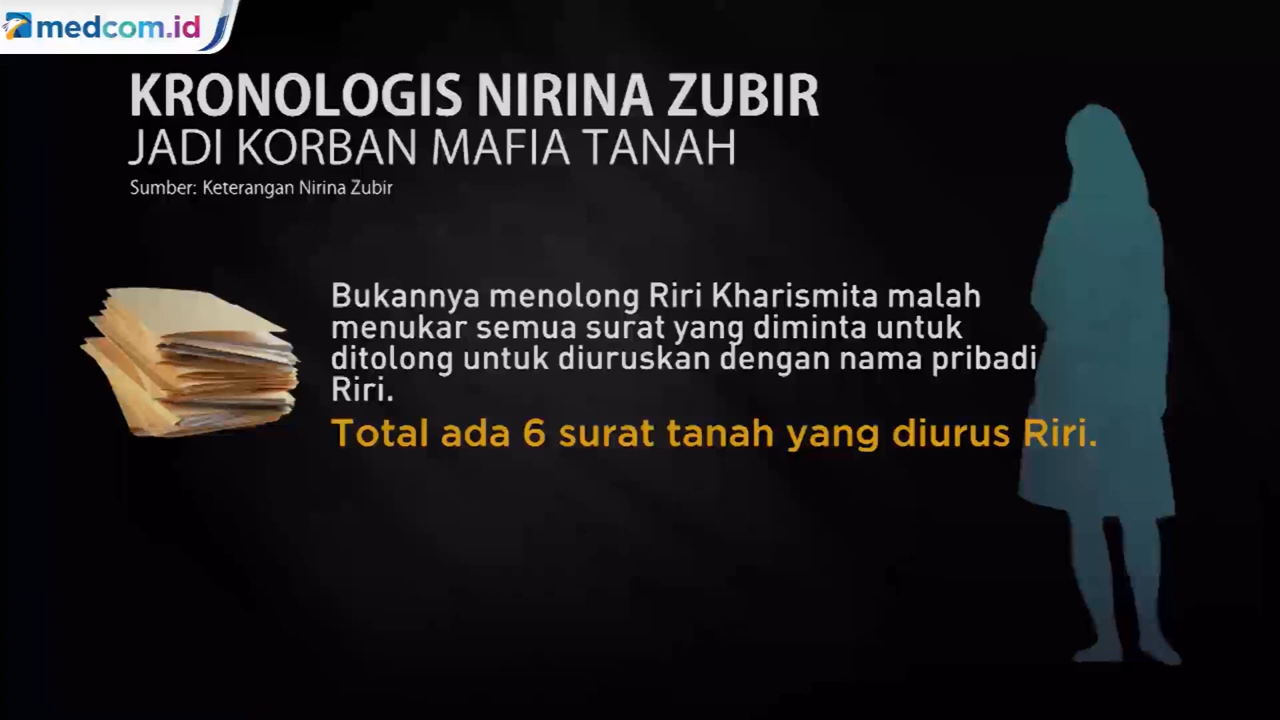 medcom.id
KRONOLOGIS NIRINA ZUBIR
JADI KORBAN MAFIA TANAH
Sumber: Keterangan Nirina Zubir
Bukannya menolong Riri Kharismita malah
menukar semua surat yang diminta untuk
ditolong untuk diuruskan dengan nama pribadi
Riri.
Total ada 6 surat tanah yang diurus Riri.